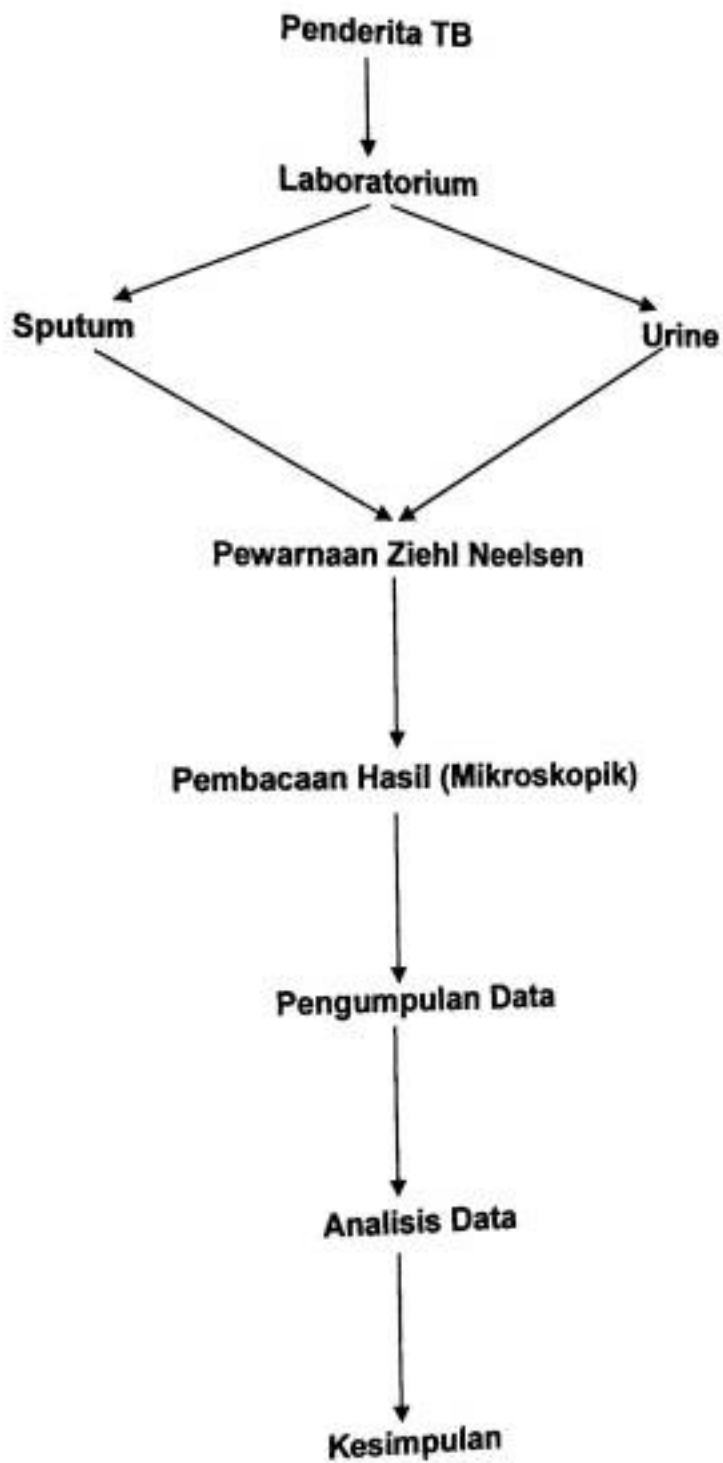 Penderita TB
Laboratorium
Sputum
Urine
Pewarnaan Ziehl Neelsen
Pembacaan Hasil (Mikroskopik)
Pengumpulan Data
Analisis Data
Kesimpulan